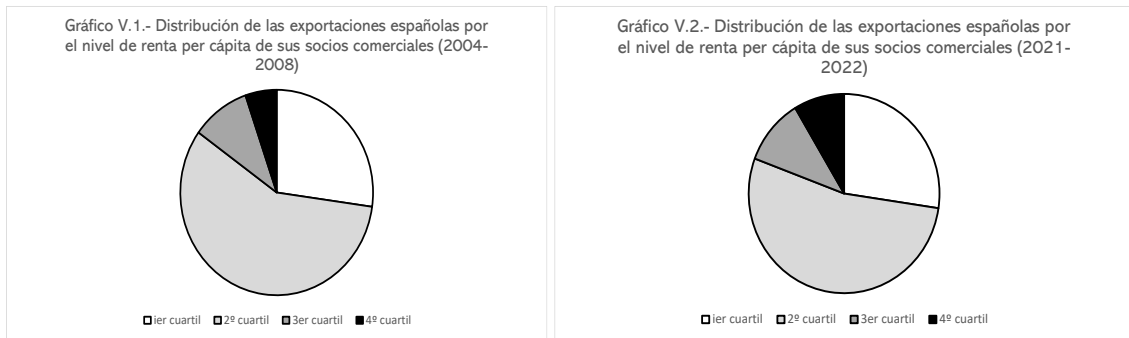 Gráfico V.1.- Distribución de las exportaciones españolas por
el nivel de renta per cápita de sus socios comerciales (2004-
2008)
ier cuartil 2º cuartil 3er cuartil 4º cuartil
Gráfico V.2.- Distribución de las exportaciones españolas por
el nivel de renta per cápita de sus socios comerciales (2021-
2022)
ier cuartil 2º cuartil 3er cuartil 4º cuartil